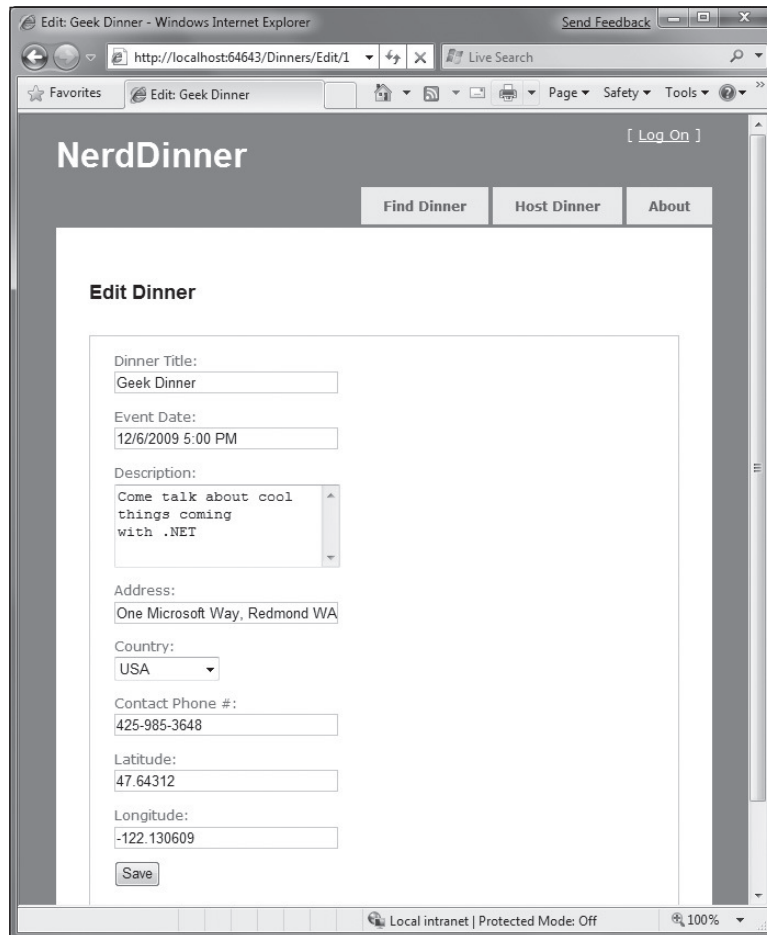 Edit: Geek Dinner - Windows Internet Explorer
Send Feedback
http://localhost:64643/Dinners/Edit/1
Live Search
Favorites
Edit: Geek Dinner
Page
Safety
Tools
[ Log On ]
NerdDinner
Find Dinner
Host Dinner
About
Edit Dinner
Dinner Title:
Geek Dinner
Event Date:
12/6/2009 5:00 PM
Description:
Come talk about cool
things coming
with .NET
Address:
One Microsoft Way, Redmond WA
Country:
USA
Contact Phone #:
425-985-3648
Latitude:
47.64312
Longitude:
-122.130609
Save
Local intranet | Protected Mode: Off
100%